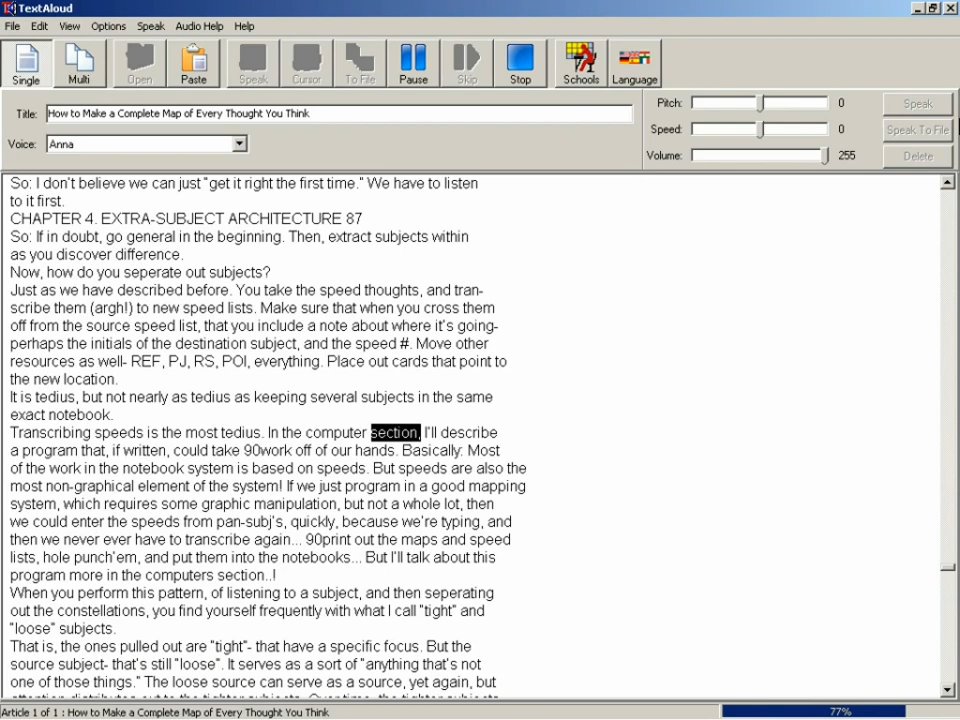 TextAloud
File Edit View Options Speak Audio Help Help
Single Multi Open Paste Speak Cursor To File Pause Skip Stop Schools Language
Title: How to Make a Complete Map of Every Thought You Think
Voice: Anna
Pitch: 0 Speak
Speed: 0 Speak To File
Volume: 255 Delete
So: I don't believe we can just "get it right the first time." We have to listen
to it first.
CHAPTER 4. EXTRA-SUBJECT ARCHITECTURE 87
So: If in doubt, go general in the beginning. Then, extract subjects within
as you discover difference.
Now, how do you seperate out subjects?
Just as we have described before. You take the speed thoughts, and tran-
scribe them (argh!) to new speed lists. Make sure that when you cross them
off from the source speed list, that you include a note about where it's going-
perhaps the initials of the destination subject, and the speed #. Move other
resources as well- REF, PJ, RS, POI, everything. Place out cards that point to
the new location.
It is tedius, but not nearly as tedius as keeping several subjects in the same
exact notebook.
Transcribing speeds is the most tedius. In the computer section, I'll describe
a program that, if written, could take 90work off of our hands. Basically: Most
of the work in the notebook system is based on speeds. But speeds are also the
most non-graphical element of the system! If we just program in a good mapping
system, which requires some graphic manipulation, but not a whole lot, then
we could enter the speeds from pan-subj's, quickly, because we're typing, and
then we never ever have to transcribe again... 90print out the maps and speed
lists, hole punch'em, and put them into the notebooks... But I'll talk about this
program more in the computers section..!
When you perform this pattern, of listening to a subject, and then seperating
out the constellations, you find yourself frequently with what I call "tight" and
"loose" subjects.
That is, the ones pulled out are "tight"- that have a specific focus. But the
source subject- that's still "loose". It serves as a sort of "anything that's not
one of those things." The loose source can serve as a source, yet again, but
Article 1 of 1 : How to Make a Complete Map of Every Thought You Think 77%